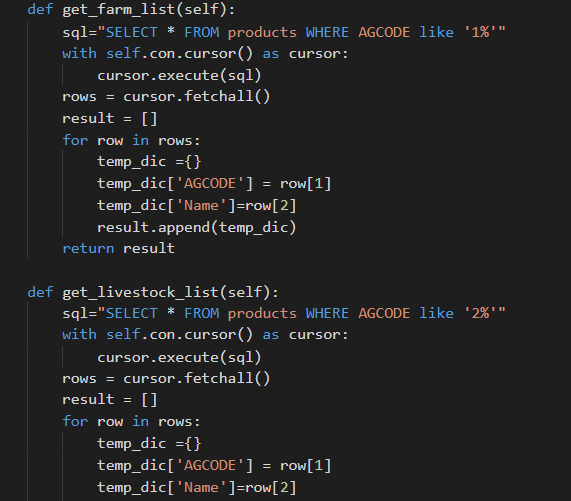 def get_farm_list(self):
    sql="SELECT * FROM products WHERE AGCODE like '1%'"
    with self.con.cursor() as cursor:
        cursor.execute(sql)
    rows = cursor.fetchall()
    result = []
    for row in rows:
        temp_dic ={}
        temp_dic['AGCODE'] = row[1]
        temp_dic['Name']=row[2]
        result.append(temp_dic)
    return result

def get_livestock_list(self):
    sql="SELECT * FROM products WHERE AGCODE like '2%'"
    with self.con.cursor() as cursor:
        cursor.execute(sql)
    rows = cursor.fetchall()
    result = []
    for row in rows:
        temp_dic ={}
        temp_dic['AGCODE'] = row[1]
        temp_dic['Name']=row[2]